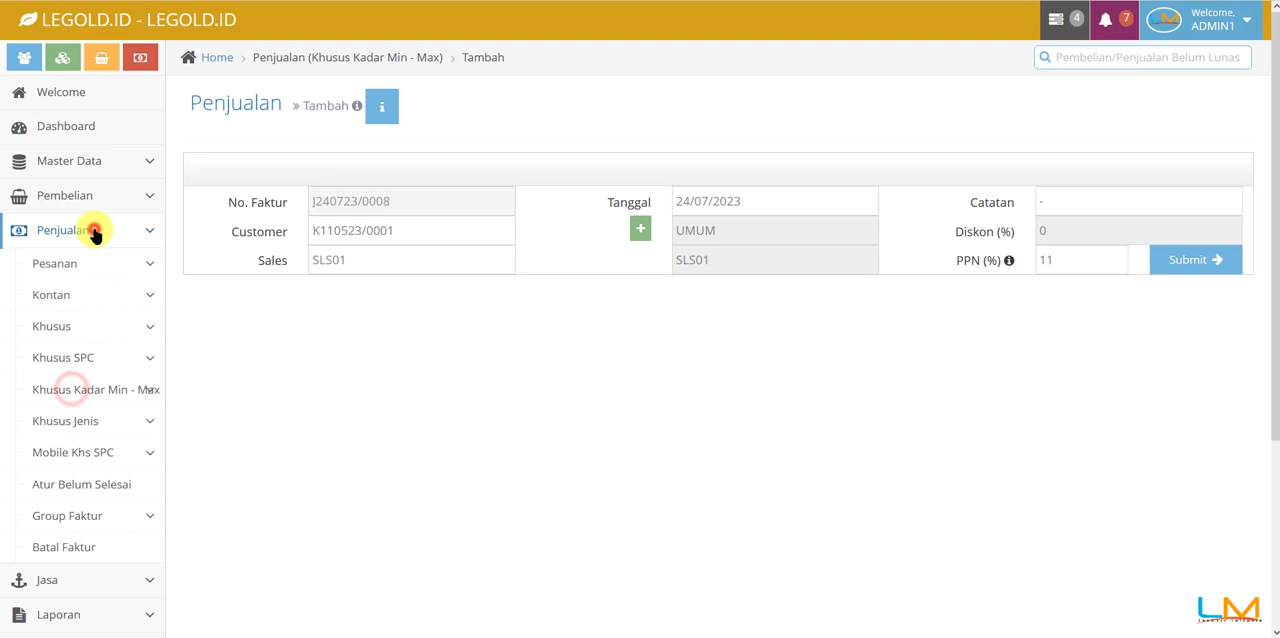 LEGOLD.ID - LEGOLD.ID
4
7
Welcome,
ADMIN1
Home > Penjualan (Khusus Kadar Min - Max) > Tambah
Pembelian/Penjualan Belum Lunas
Welcome
Dashboard
Master Data
Pembelian
Penjualan
Pesanan
Kontan
Khusus
Khusus SPC
Khusus Kadar Min - Max
Khusus Jenis
Mobile Khs SPC
Atur Belum Selesai
Group Faktur
Batal Faktur
Jasa
Laporan
Penjualan » Tambah
No. Faktur J240723/0008 Tanggal 24/07/2023 Catatan -
Customer K110523/0001 + UMUM Diskon (%) 0
Sales SLS01 SLS01 PPN (%) 11 Submit
LM